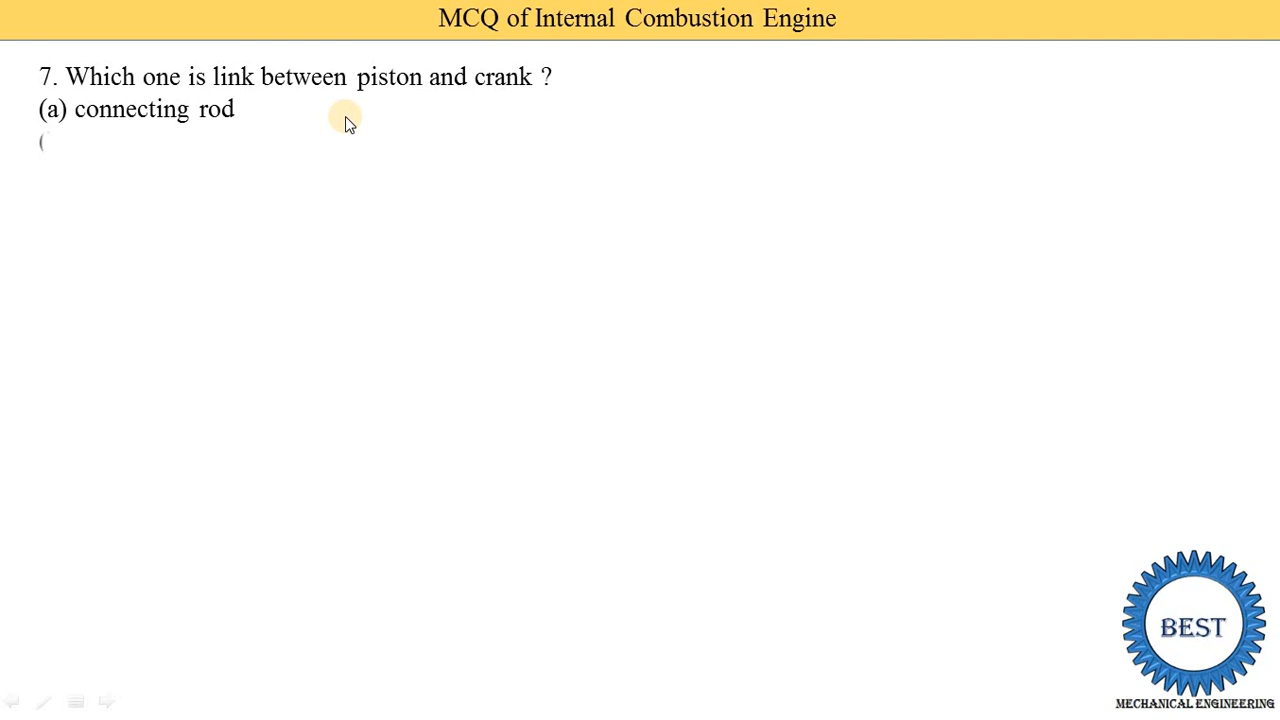 MCQ of Internal Combustion Engine
7. Which one is link between piston and crank ?
(a) connecting rod
(
BEST
MECHANICAL ENGINEERING